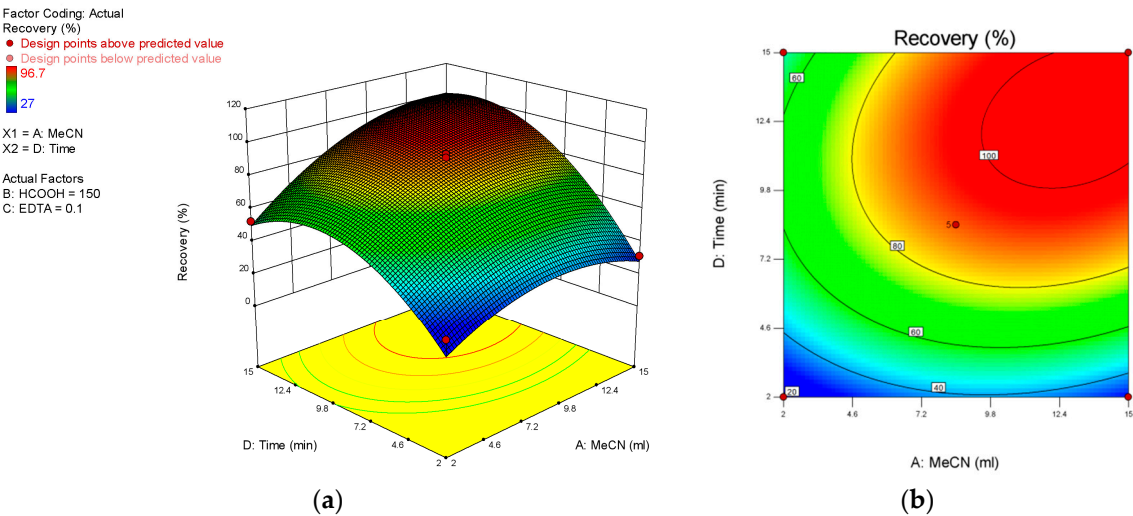 Factor Coding: Actual
Recovery (%)
Design points above predicted value
Design points below predicted value
96.7
27
X1 = A: MeCN
X2 = D: Time
Actual Factors
B: HCOOH = 150
C: EDTA = 0.1
120
100
80
60
40
20
0
Recovery (%)
15
12.4
9.8
7.2
4.6
2
D: Time (min)
2
4.6
7.2
9.8
12.4
15
A: MeCN (ml)
(a)
Recovery (%)
15
12.4
9.8
7.2
4.6
2
D: Time (min)
60
100
5
80
60
40
20
2
4.6
7.2
9.8
12.4
15
A: MeCN (ml)
(b)